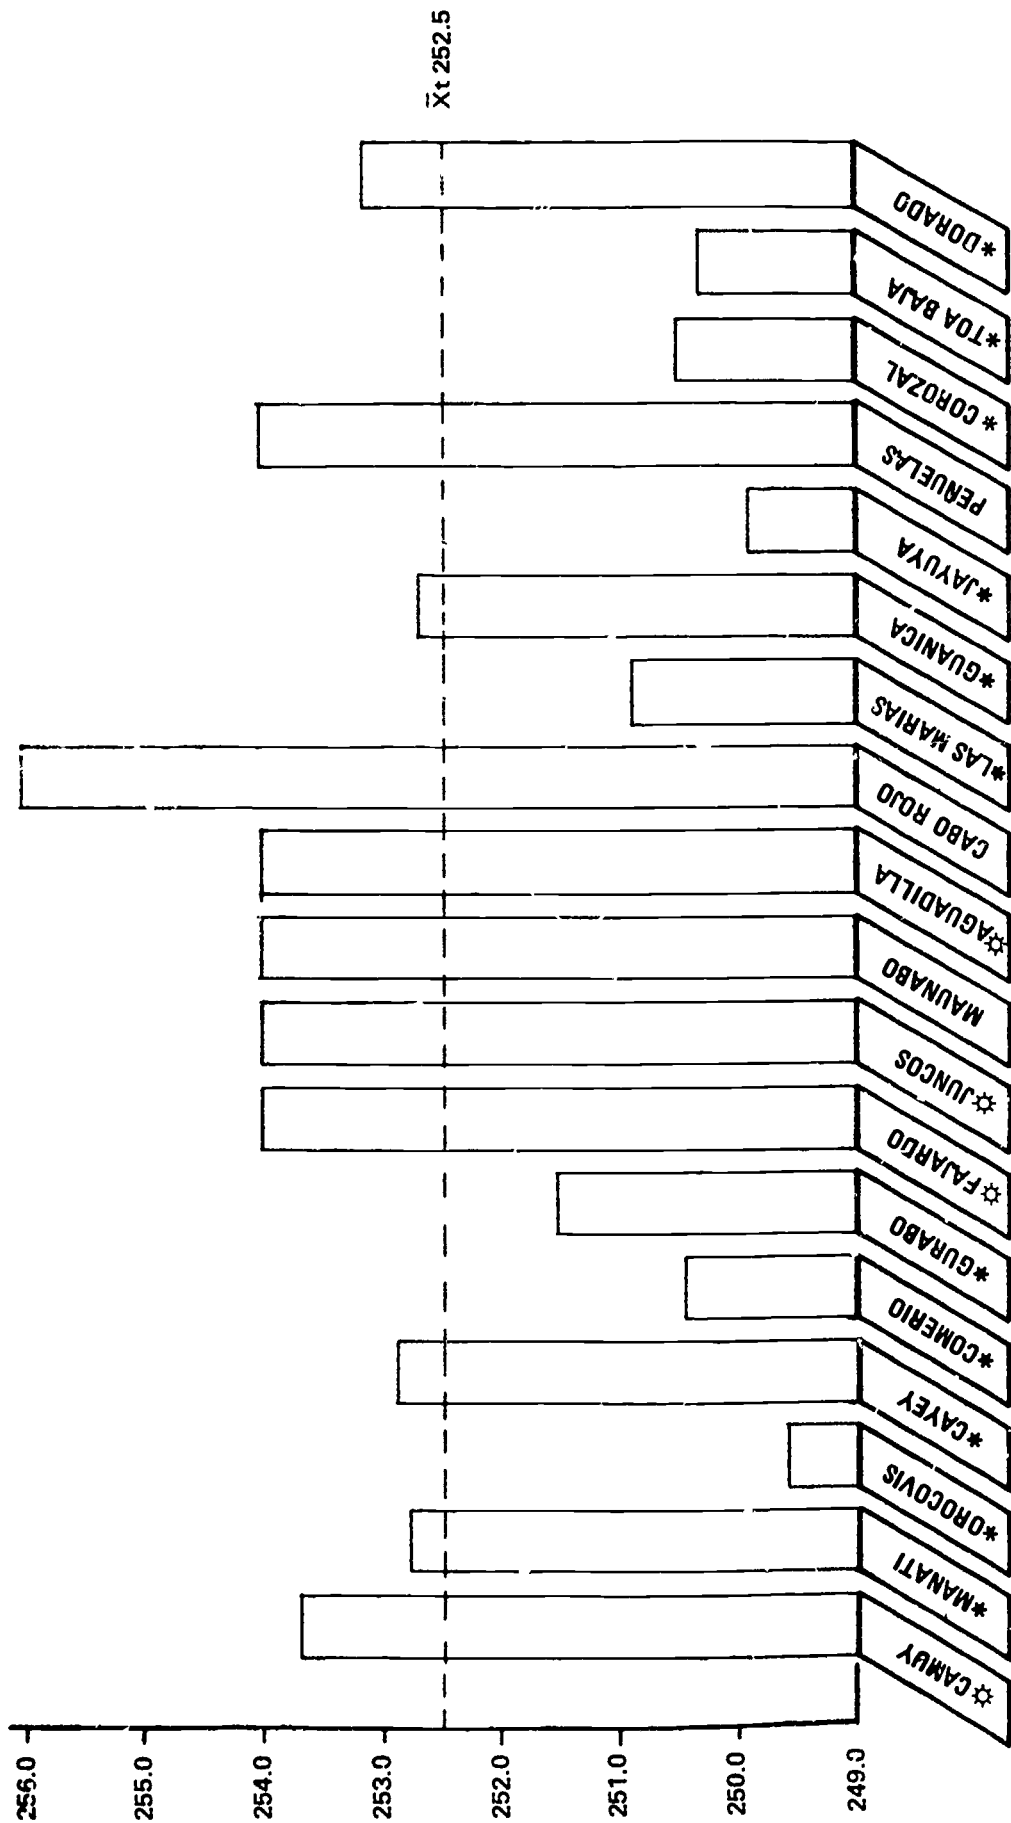 X̄t 252.5
256.0
255.0
254.0
253.0
252.0
251.0
250.0
249.0
☼CAMUY
*MANATI
*OROCOVIS
*CAYEY
*COMERIO
*GURABO
☼FAJARDO
☼JUNCOS
MAUNABO
☼AGUADILLA
CABO ROJO
*LAS MARIAS
*GUANICA
*JAYUYA
PEÑUELAS
*COROZAL
*TOA BAJA
*DORADO